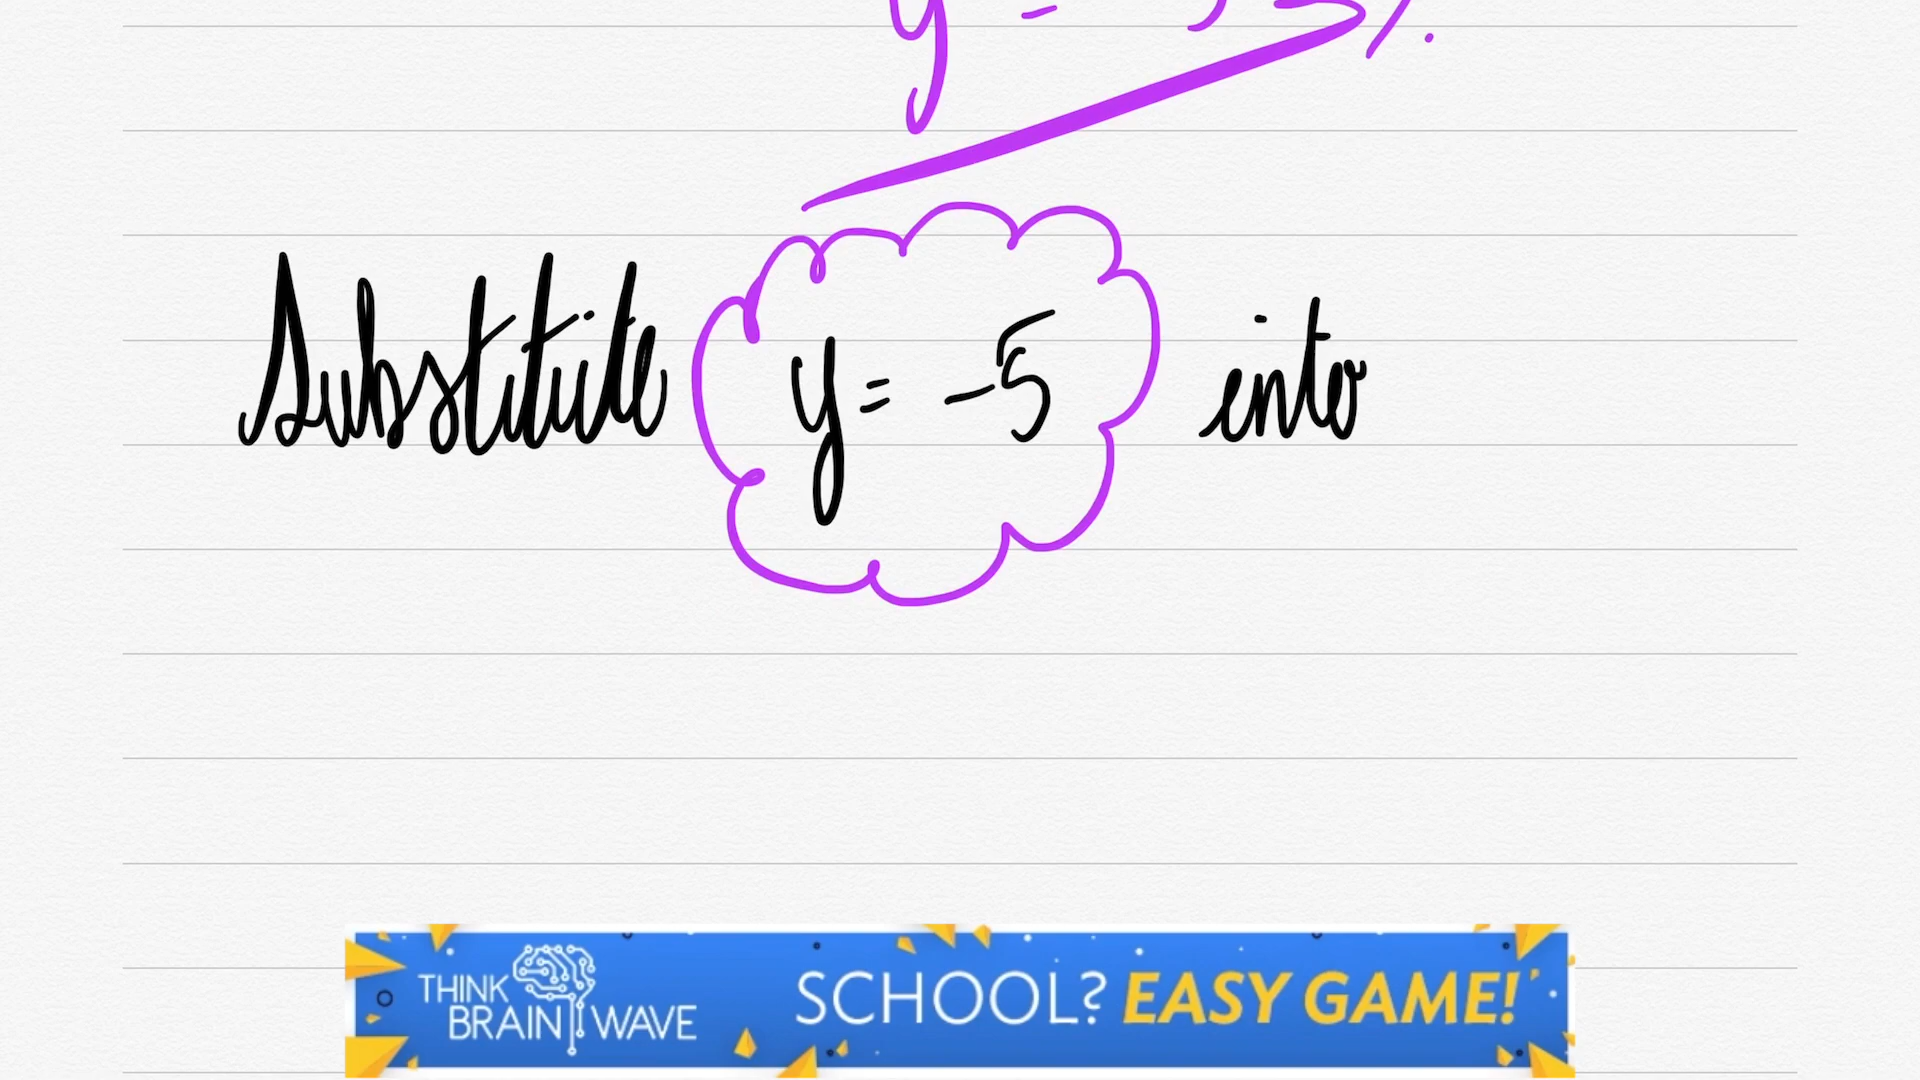 y =
Substitute y = -5 into
THINK BRAIN WAVE
SCHOOL? EASY GAME!